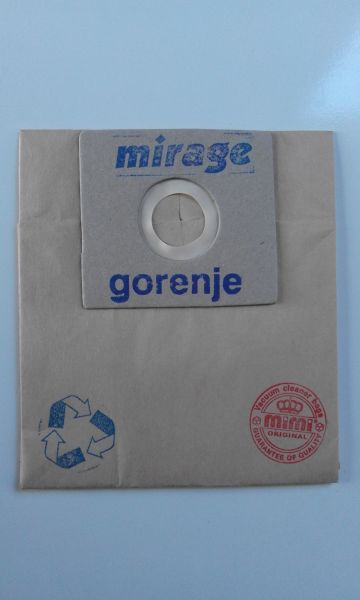 mirage
gorenje
Vacuum cleaner bags
mimi
ORIGINAL
GUARANTEE OF QUALITY